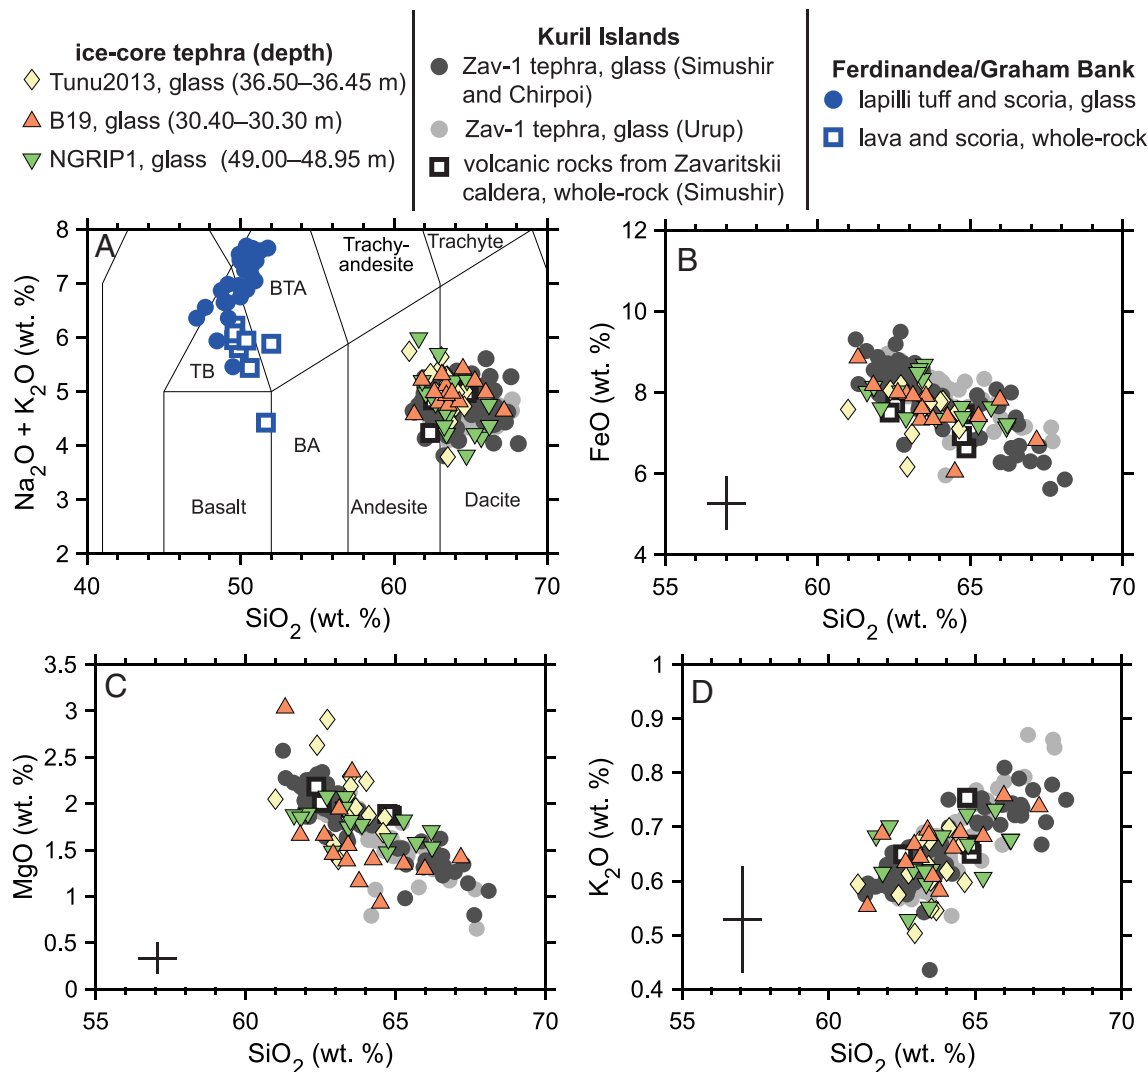 ice-core tephra (depth)
Tunu2013, glass (36.50–36.45 m)
B19, glass (30.40–30.30 m)
NGRIP1, glass (49.00–48.95 m)
Kuril Islands
Zav-1 tephra, glass (Simushir
and Chirpoi)
Zav-1 tephra, glass (Urup)
volcanic rocks from Zavaritskii
caldera, whole-rock (Simushir)
Ferdinandea/Graham Bank
lapilli tuff and scoria, glass
lava and scoria, whole-rock
A
Na2O + K2O (wt. %)
8
7
6
5
4
3
2
Trachy-
andesite
Trachyte
BTA
TB
BA
Basalt
Andesite
Dacite
40
50
60
70
SiO2 (wt. %)
B
FeO (wt. %)
12
10
8
6
4
55
60
65
70
SiO2 (wt. %)
C
MgO (wt. %)
3.5
3
2.5
2
1.5
1
0.5
0
55
60
65
70
SiO2 (wt. %)
D
K2O (wt. %)
1
0.9
0.8
0.7
0.6
0.5
0.4
55
60
65
70
SiO2 (wt. %)